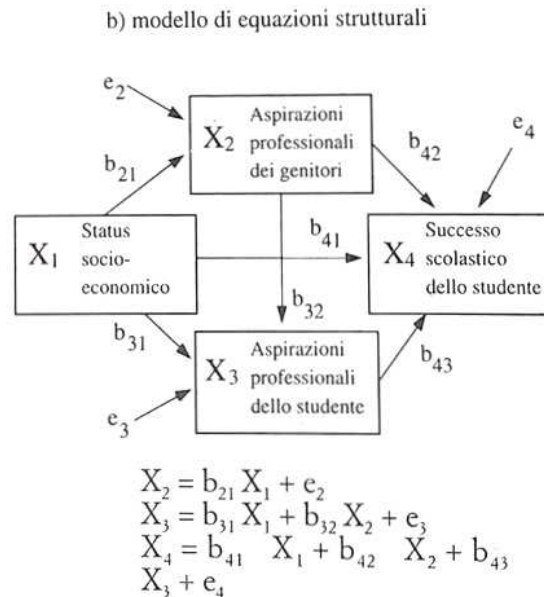 b) modello di equazioni strutturali
e₂
X₂ Aspirazioni
professionali
dei genitori
e₄
b₂₁
b₄₂
X₁ Status
socio-
economico
b₄₁
X₄ Successo
scolastico
dello studente
b₃₂
b₃₁
X₃ Aspirazioni
professionali
dello studente
b₄₃
e₃
X₂ = b₂₁ X₁ + e₂
X₃ = b₃₁ X₁ + b₃₂ X₂ + e₃
X₄ = b₄₁ X₁ + b₄₂ X₂ + b₄₃
X₃ + e₄